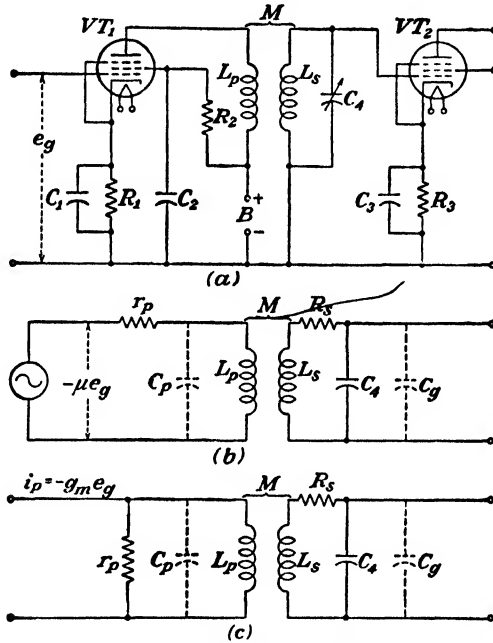 M
VT₁
VT₂
Lp
Ls
C₄
R₂
eg
C₁
R₁
C₂
B
+
−
C₃
R₃
(a)
rp
M
Rs
−μeg
Cp
Lp
Ls
C₄
Cg
(b)
ip=−gmeg
M
Rs
rp
Cp
Lp
Ls
C₄
Cg
(c)